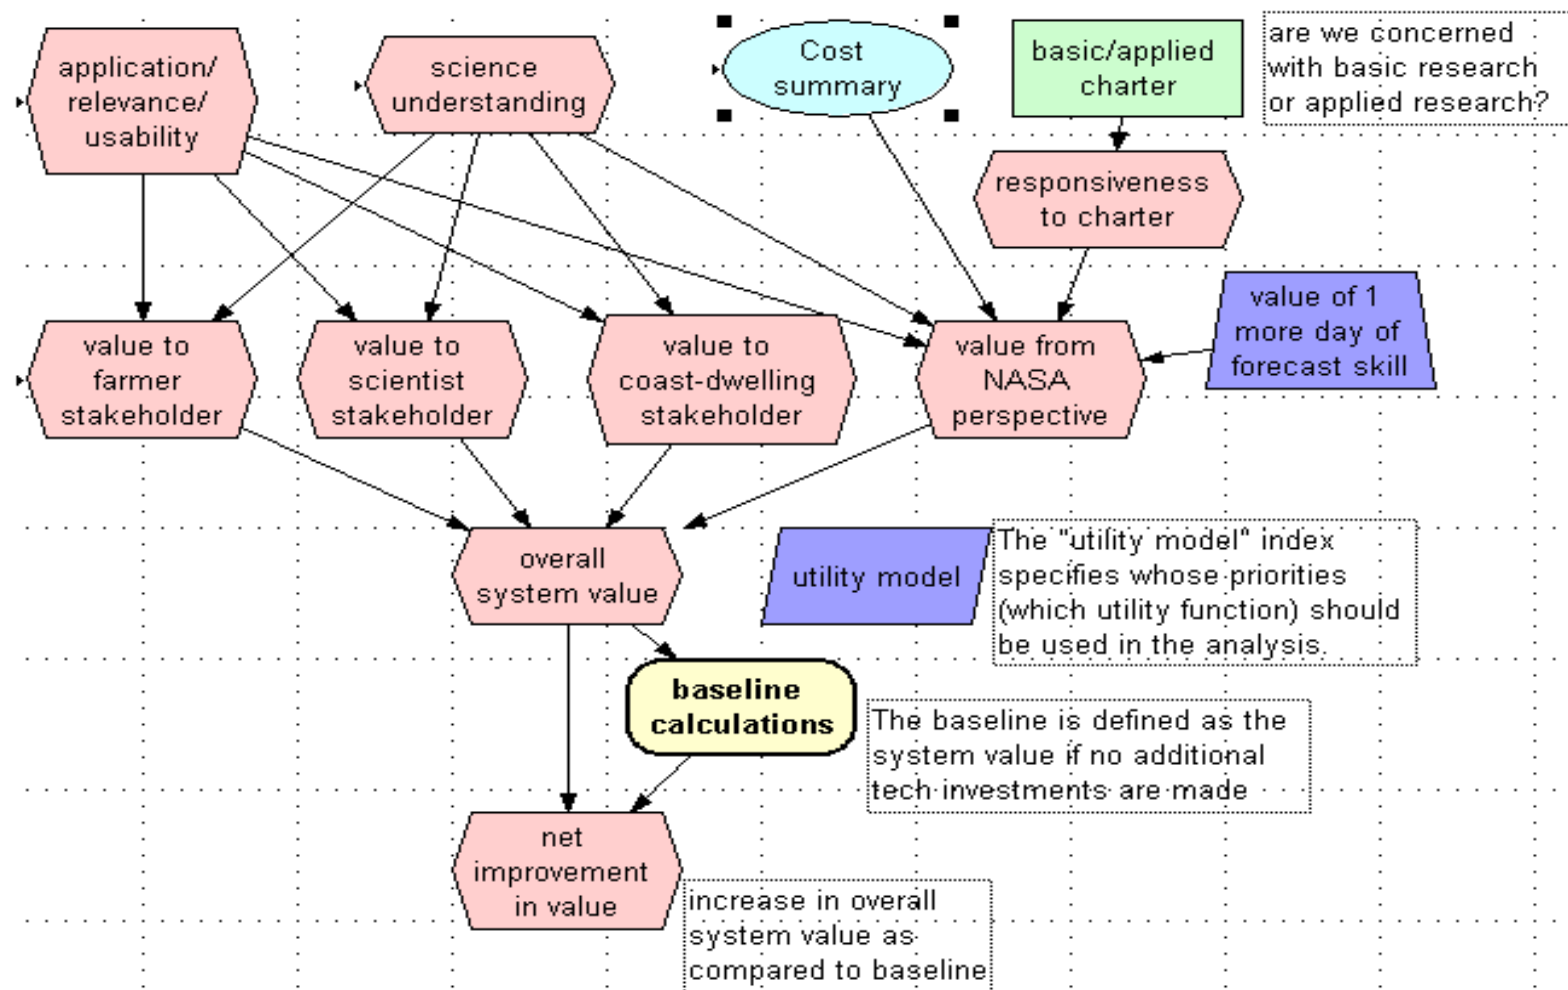 application/
relevance/
usability
science
understanding
Cost
summary
basic/applied
charter
are we concerned
with basic research
or applied research?
responsiveness
to charter
value to
farmer
stakeholder
value to
scientist
stakeholder
value to
coast-dwelling
stakeholder
value from
NASA
perspective
value of 1
more day of
forecast skill
overall
system value
utility model
The "utility model" index
specifies whose priorities
(which utility function) should
be used in the analysis.
baseline
calculations
The baseline is defined as the
system value if no additional
tech investments are made
net
improvement
in value
increase in overall
system value as
compared to baseline